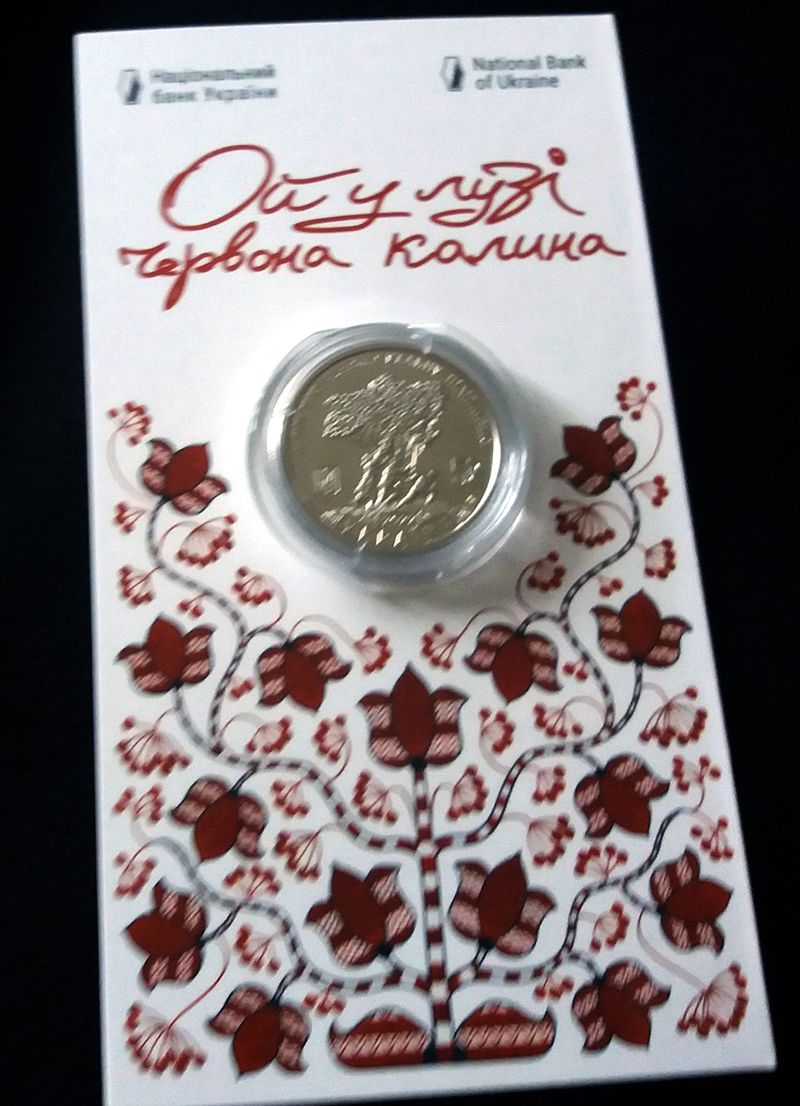 Національний
банк України
National Bank
of Ukraine
Ой у лузі
червона калина